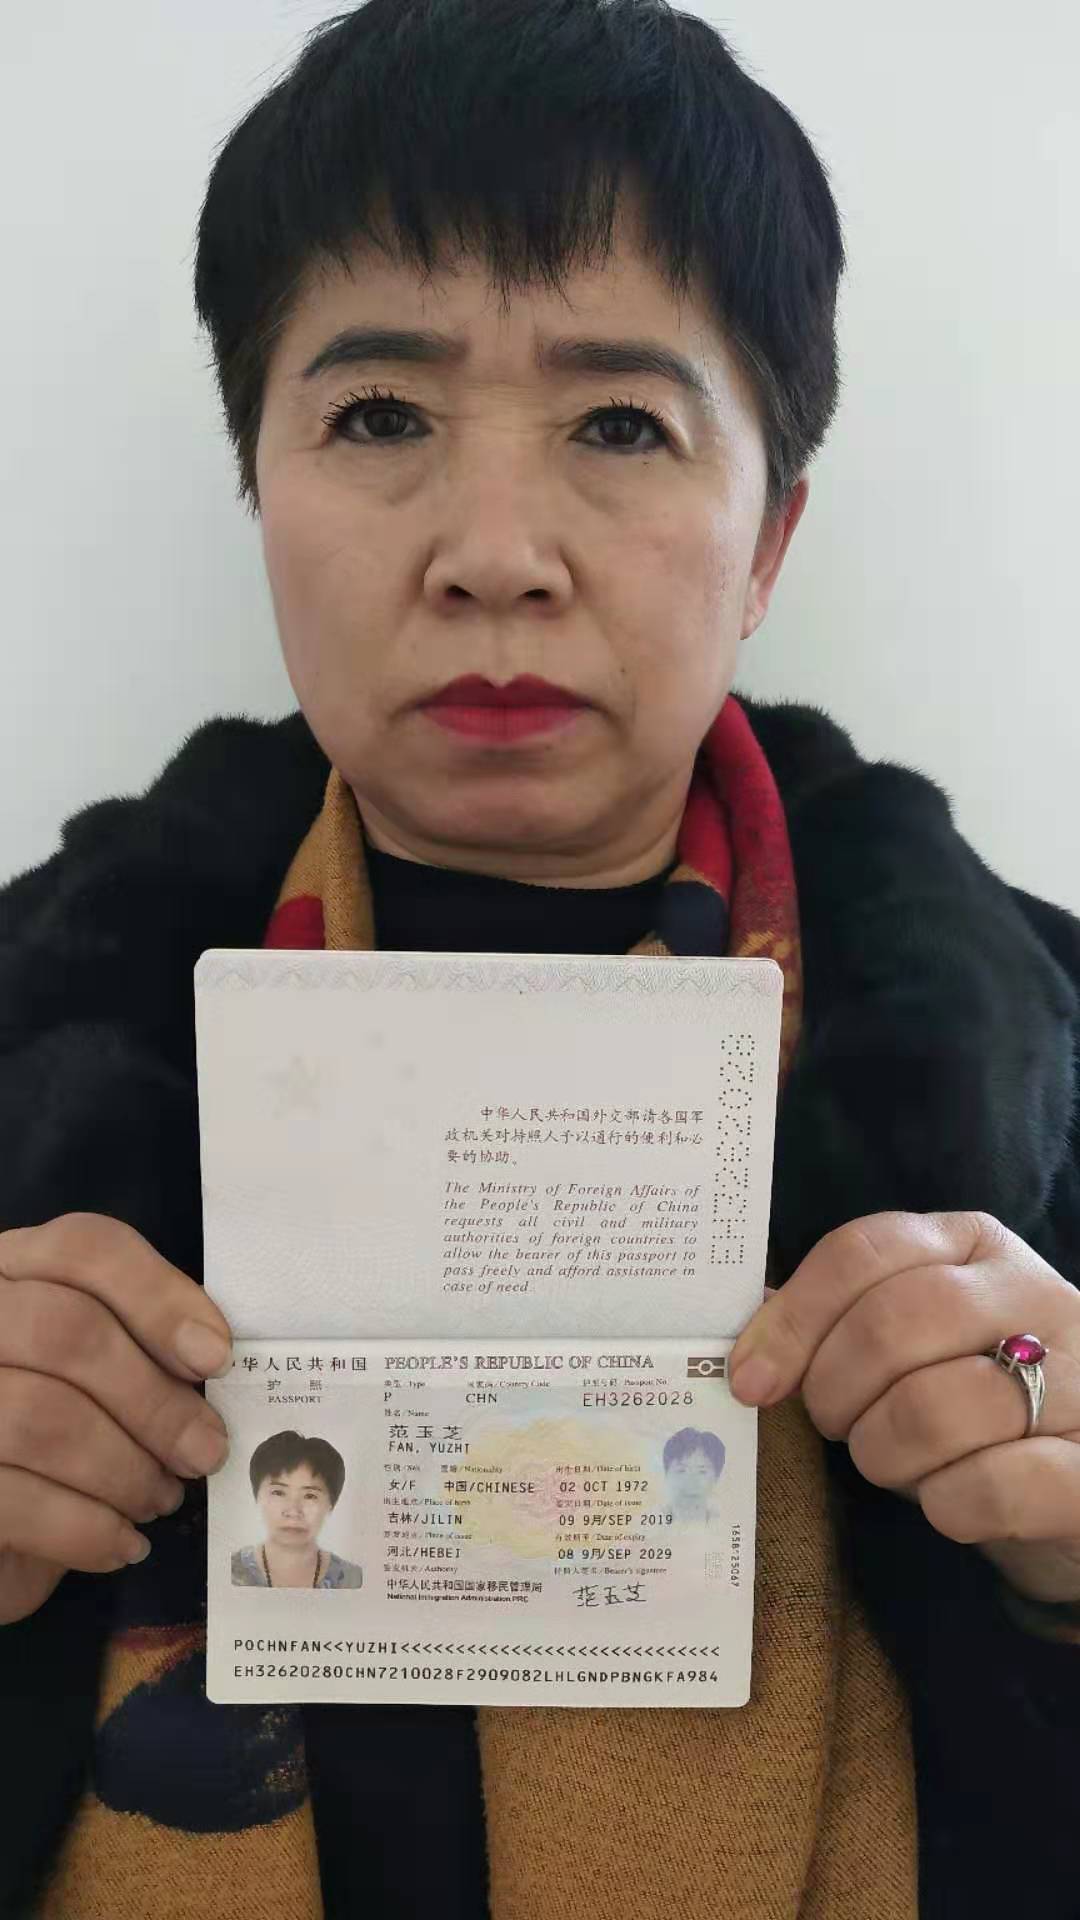 EH3262028
中华人民共和国外交部请各国军
政机关对持照人予以通行的便利和必
要的协助。
The Ministry of Foreign Affairs of
the People's Republic of China
requests all civil and military
authorities of foreign countries to
allow the bearer of this passport to
pass freely and afford assistance in
case of need.
华人民共和国 PEOPLE'S REPUBLIC OF CHINA
护照
PASSPORT
类型/Type 国家码/Country Code 护照号码/Passport No.
P CHN EH3262028
姓名/Name
范玉芝
FAN, YUZHI
性别/Sex 国籍/Nationality 出生日期/Date of birth
女/F 中国/CHINESE 02 OCT 1972
出生地点/Place of birth 签发日期/Date of issue
吉林/JILIN 09 9月/SEP 2019
签发地点/Place of issue 有效期至/Date of expiry
河北/HEBEI 08 9月/SEP 2029
签发机关/Authority 持照人签名/Bearer's signature
中华人民共和国国家移民管理局
National Immigration Administration, PRC
范玉芝
POCHNFAN<<YUZHI<<<<<<<<<<<<<<<<<<<<<<<<<<<<<
EH32620280CHN7210028F2909082LHLGNDPBNGKFA984